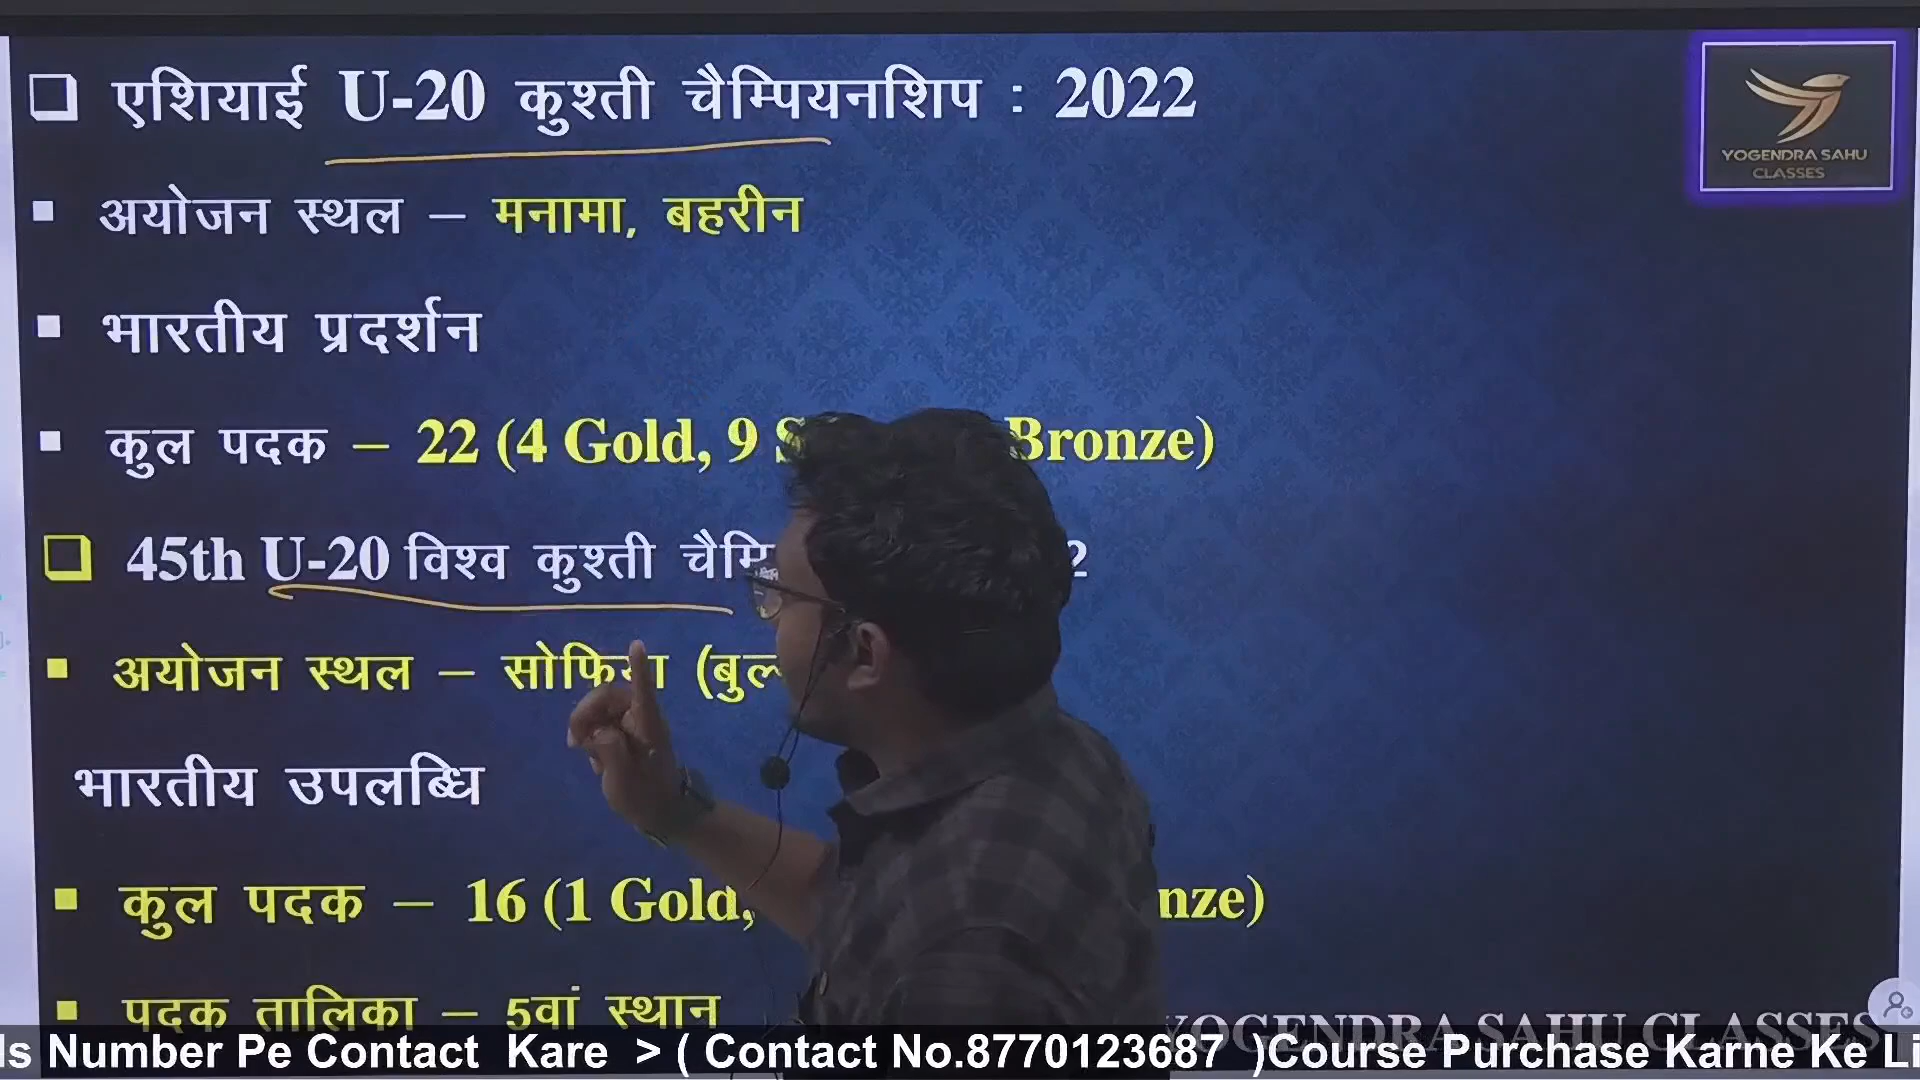 एशियाई U-20 कुश्ती चैम्पियनशिप : 2022
YOGENDRA SAHU
CLASSES
अयोजन स्थल – मनामा, बहरीन
भारतीय प्रदर्शन
कुल पदक – 22 (4 Gold, 9 Bronze)
45th U-20 विश्व कुश्ती
अयोजन स्थल – सोफिया
भारतीय उपलब्धि
कुल पदक – 16 (1 Gold,
पदक तालिका – 5वां स्थान
YOGENDRA SAHU CLASSES
Number Pe Contact Kare > ( Contact No.8770123687 )Course Purchase Karne Ke